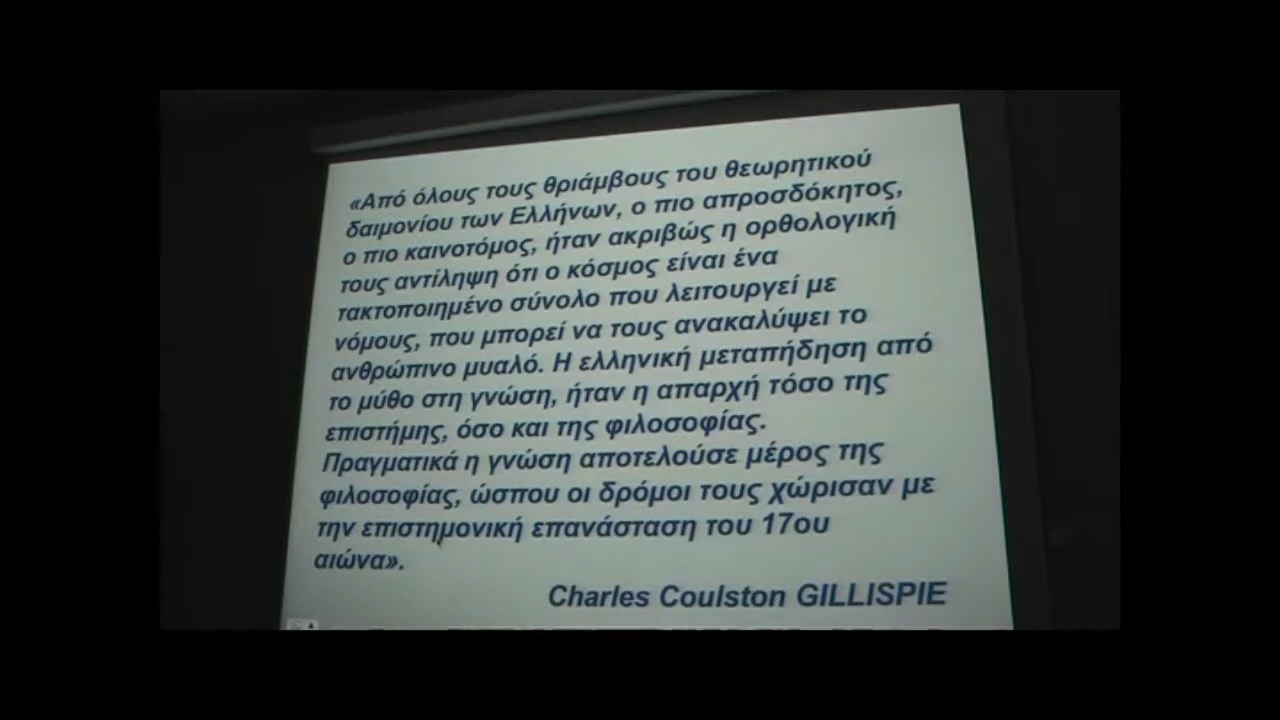 «Από όλους τους θριάμβους του θεωρητικού
δαιμονίου των Ελλήνων, ο πιο απροσδόκητος,
ο πιο καινοτόμος, ήταν ακριβώς η ορθολογική
τους αντίληψη ότι ο κόσμος είναι ένα
τακτοποιημένο σύνολο που λειτουργεί με
νόμους, που μπορεί να τους ανακαλύψει το
ανθρώπινο μυαλό. Η ελληνική μεταπήδηση από
το μύθο στη γνώση, ήταν η απαρχή τόσο της
επιστήμης, όσο και της φιλοσοφίας.
Πραγματικά η γνώση αποτελούσε μέρος της
φιλοσοφίας, ώσπου οι δρόμοι τους χώρισαν με
την επιστημονική επανάσταση του 17ου
αιώνα».
Charles Coulston GILLISPIE